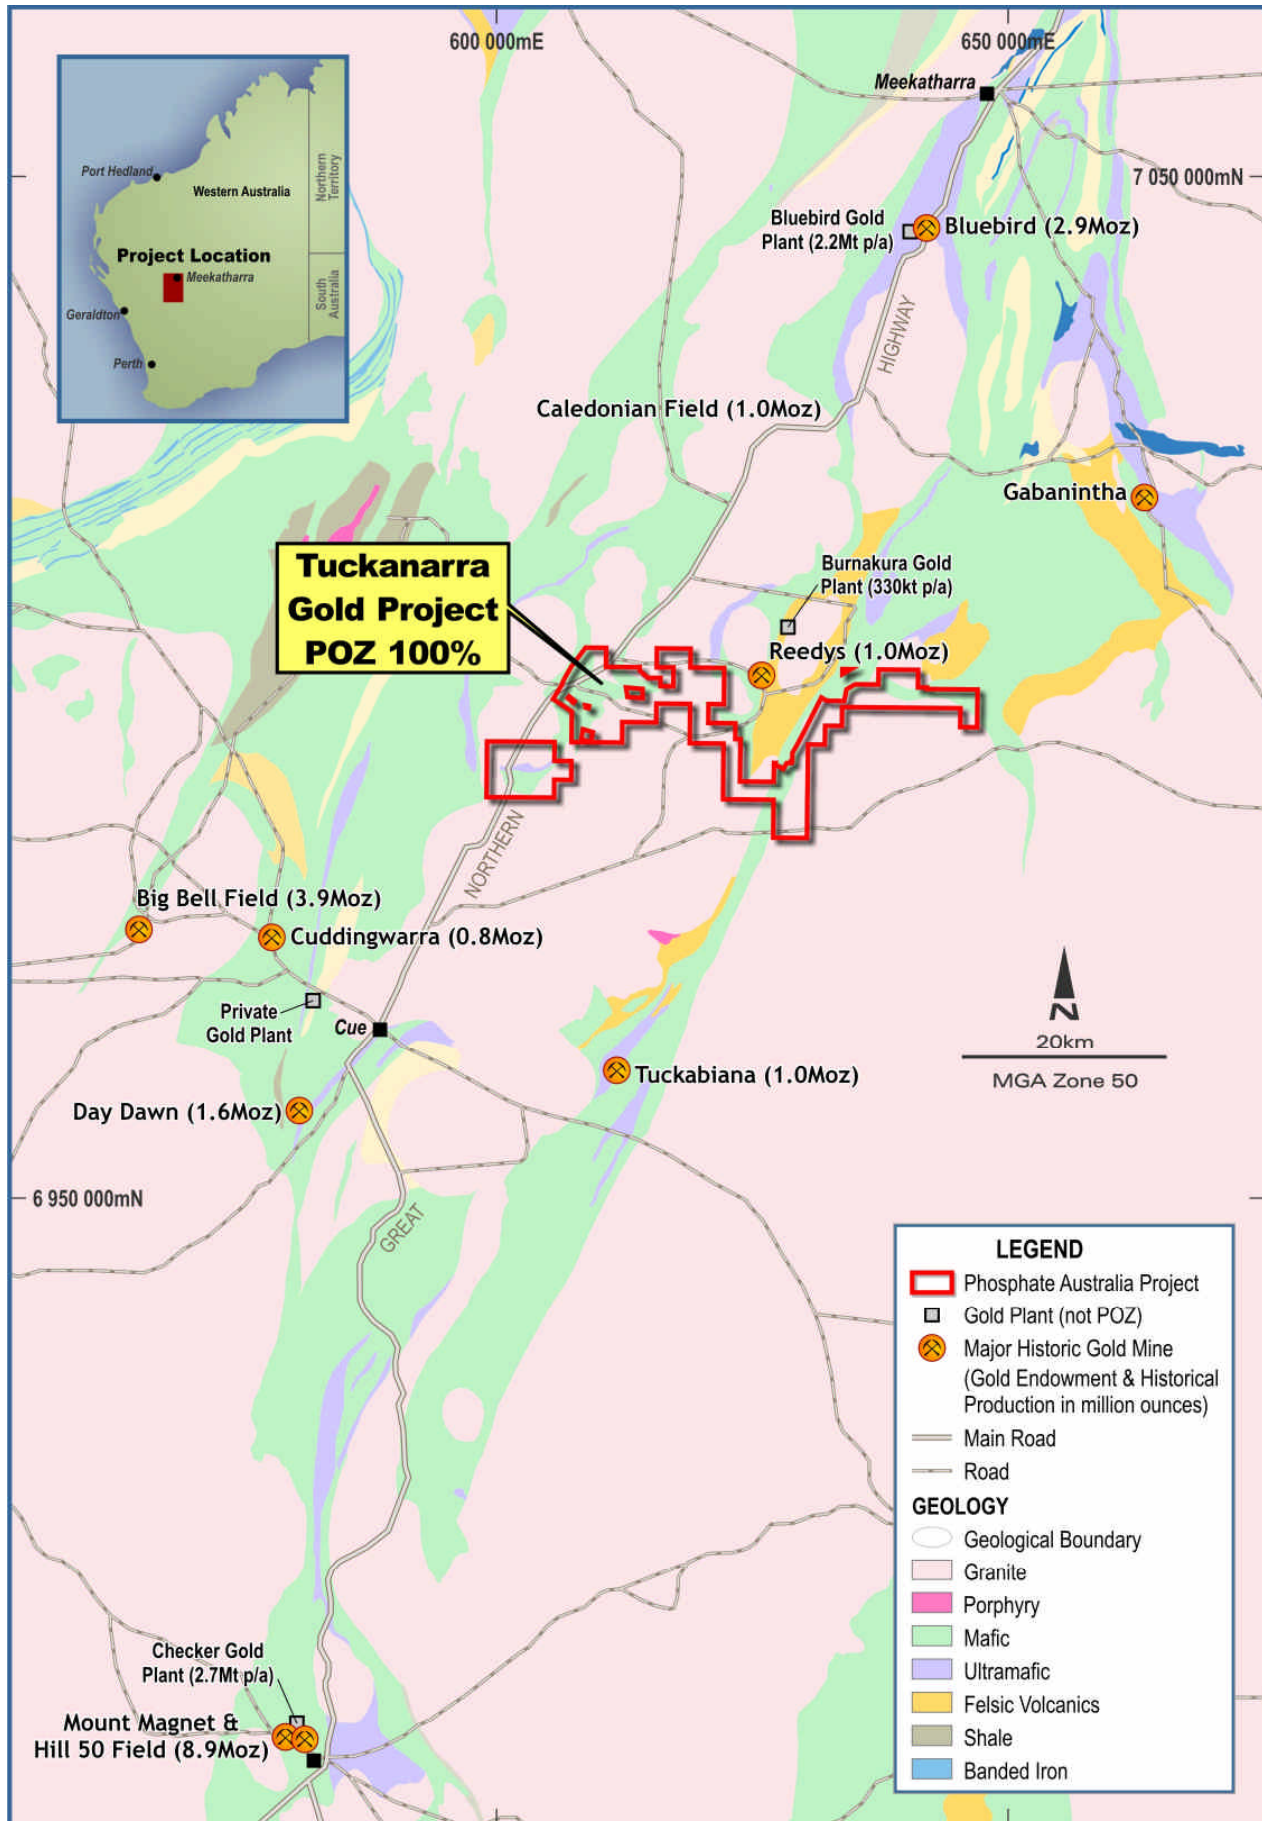 600 000mE
650 000mE
Meekatharra
7 050 000mN
Port Hedland
Western Australia
Northern
Territory
Project Location
Meekatharra
South
Australia
Geraldton
Perth
Bluebird Gold
Plant (2.2Mt p/a)
Bluebird (2.9Moz)
HIGHWAY
Caledonian Field (1.0Moz)
Gabanintha
Tuckanarra
Gold Project
POZ 100%
Burnakura Gold
Plant (330kt p/a)
Reedys (1.0Moz)
NORTHERN
Big Bell Field (3.9Moz)
Cuddingwarra (0.8Moz)
Private
Gold Plant
Cue
N
20km
MGA Zone 50
Tuckabiana (1.0Moz)
Day Dawn (1.6Moz)
6 950 000mN
GREAT
LEGEND
Phosphate Australia Project
Gold Plant (not POZ)
Major Historic Gold Mine
(Gold Endowment & Historical
Production in million ounces)
Main Road
Road
GEOLOGY
Geological Boundary
Granite
Porphyry
Mafic
Ultramafic
Felsic Volcanics
Shale
Banded Iron
Checker Gold
Plant (2.7Mt p/a)
Mount Magnet &
Hill 50 Field (8.9Moz)